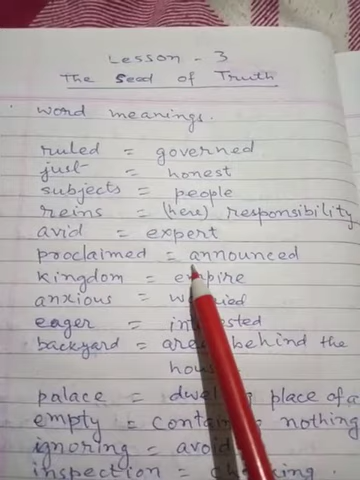 Lesson - 3
The Seed of Truth
word meanings.
ruled = governed
just = honest
subjects = people
reins = (here) responsibility
avid = expert
proclaimed = announced
kingdom = empire
anxious = worried
eager = interested
backyard = area behind the
house
palace = place of a
empty = nothing
ignoring = avoid
inspection = checking.